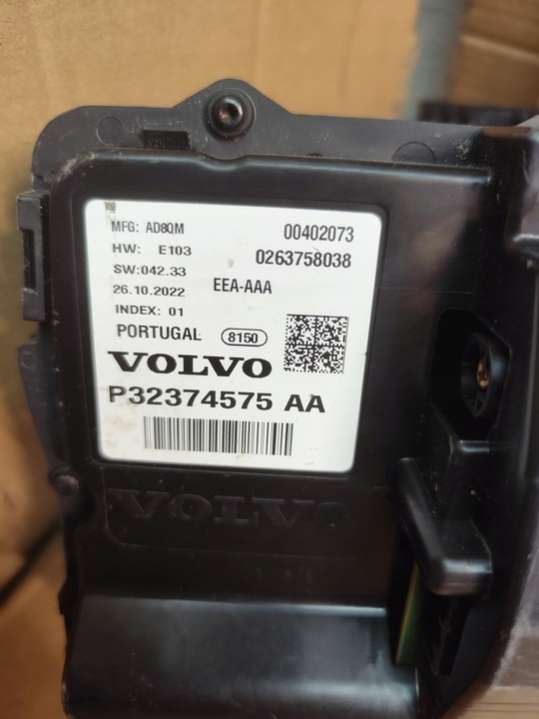 MFG: AD8QM 00402073
HW: E103 0263758038
SW:042.33
26.10.2022 EEA-AAA
INDEX: 01
PORTUGAL 8150
VOLVO
P32374575 AA
VOLVO